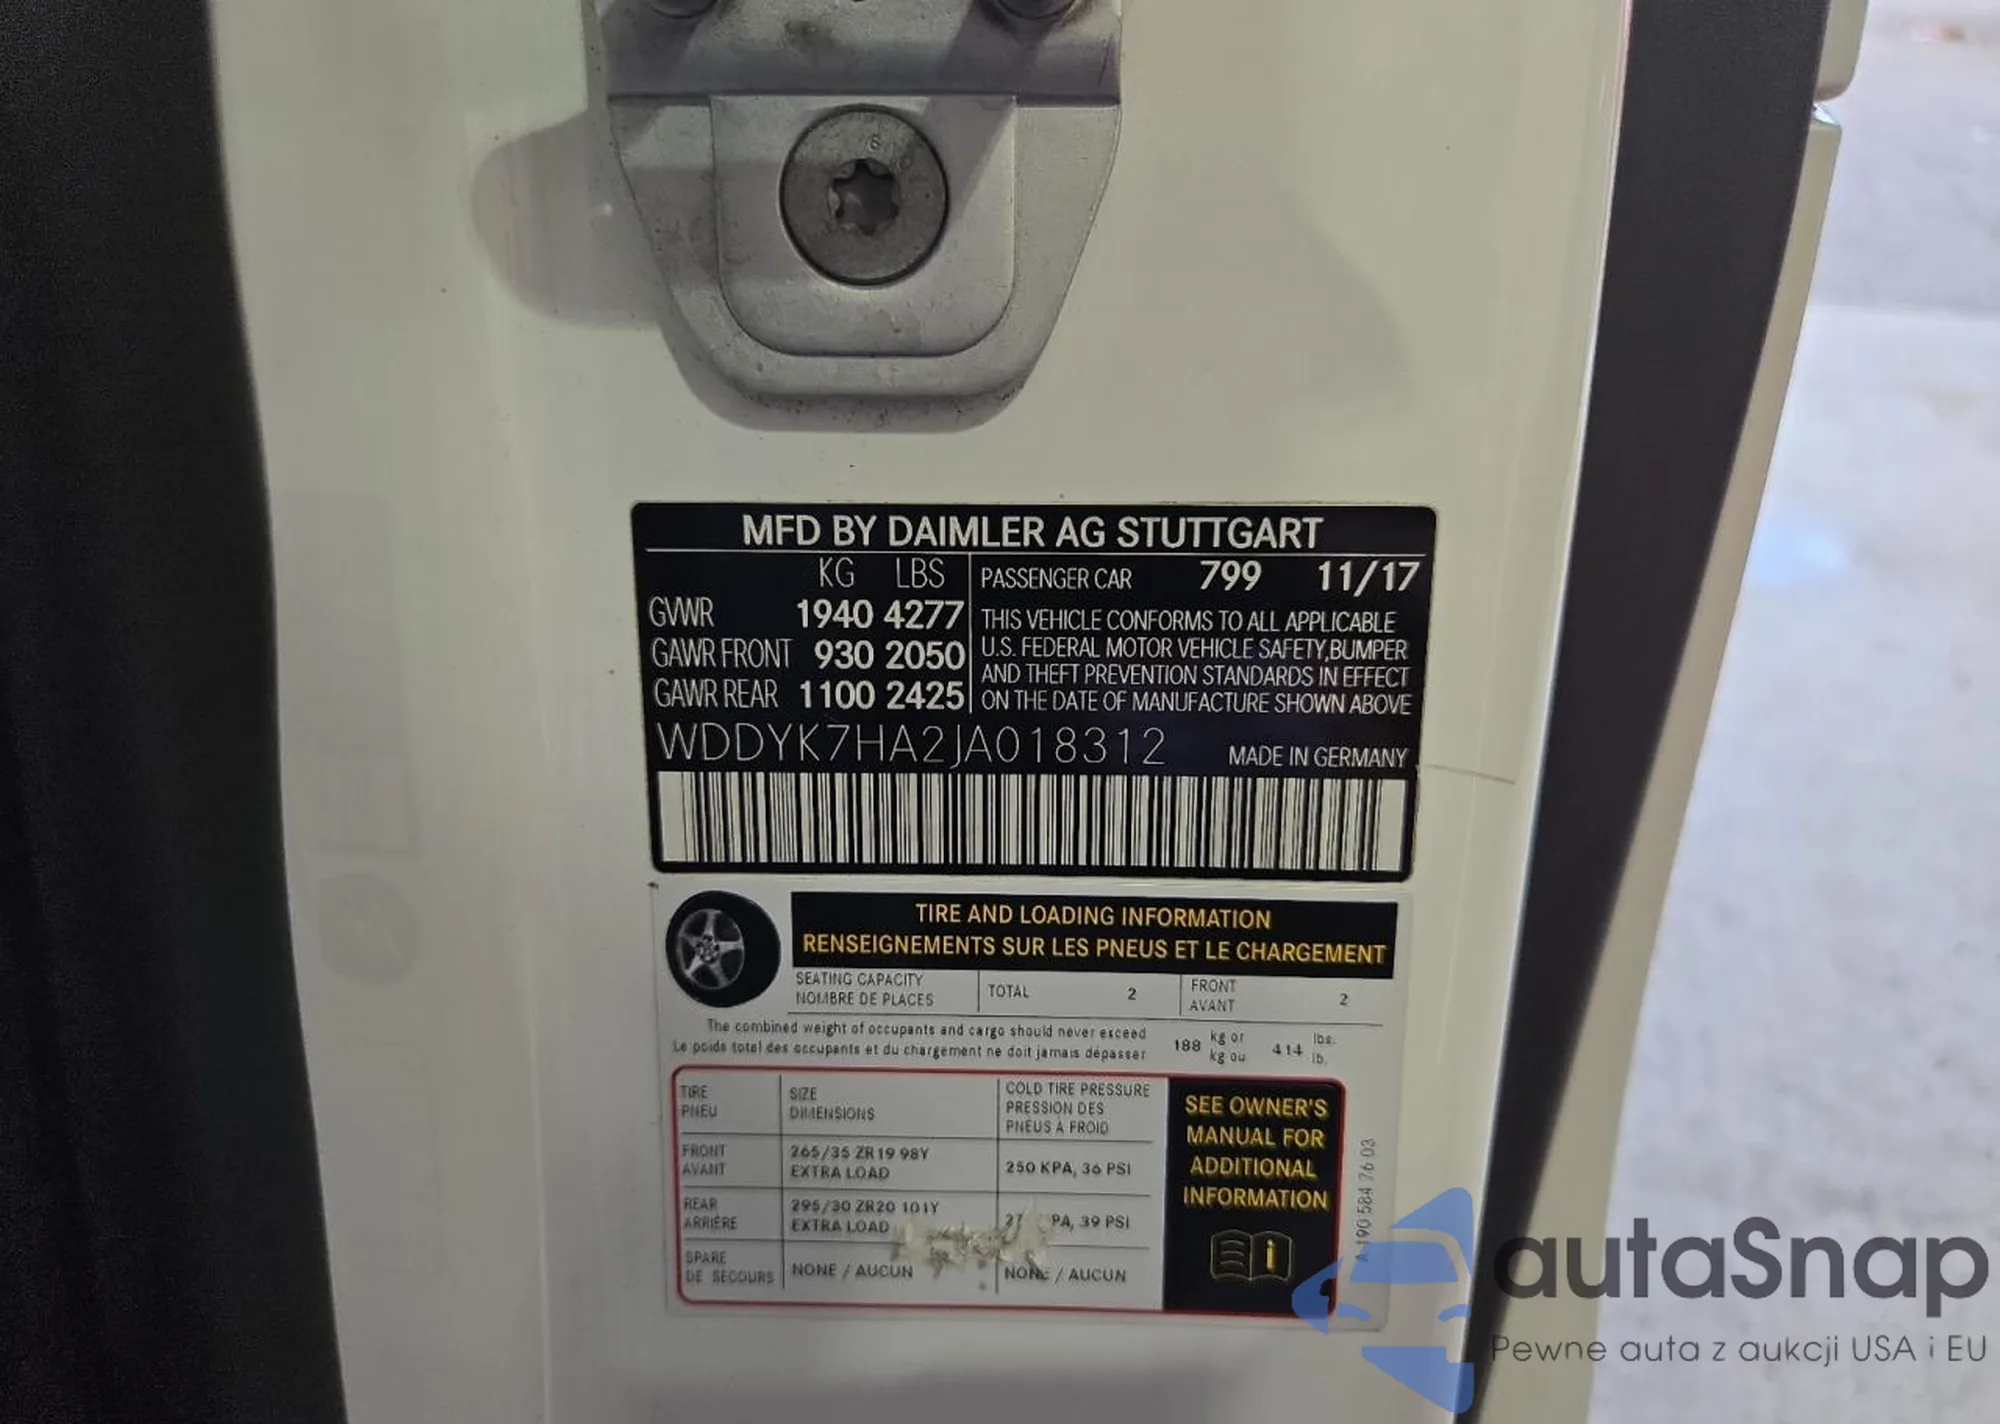 8
MFD BY DAIMLER AG STUTTGART
KG LBS
PASSENGER CAR 799 11/17
GVWR 1940 4277
GAWR FRONT 930 2050
GAWR REAR 1100 2425
THIS VEHICLE CONFORMS TO ALL APPLICABLE
U.S. FEDERAL MOTOR VEHICLE SAFETY,BUMPER
AND THEFT PREVENTION STANDARDS IN EFFECT
ON THE DATE OF MANUFACTURE SHOWN ABOVE
WDDYK7HA2JA018312
MADE IN GERMANY
TIRE AND LOADING INFORMATION
RENSEIGNEMENTS SUR LES PNEUS ET LE CHARGEMENT
SEATING CAPACITY
NOMBRE DE PLACES
TOTAL 2
FRONT
AVANT
2
The combined weight of occupants and cargo should never exceed
Le poids total des occupants et du chargement ne doit jamais dépasser
188 kg or
kg ou
414 lbs.
lb.
TIRE
PNEU
SIZE
DIMENSIONS
COLD TIRE PRESSURE
PRESSION DES
PNEUS À FROID
FRONT
AVANT
265/35 ZR19 98Y
EXTRA LOAD
250 KPA, 36 PSI
REAR
ARRIÈRE
295/30 ZR20 101Y
EXTRA LOAD
PA, 39 PSI
SPARE
DE SECOURS
NONE / AUCUN
NONE / AUCUN
SEE OWNER'S
MANUAL FOR
ADDITIONAL
INFORMATION
A 190 584 76 03
autaSnap
Pewne auta z aukcji USA i EU